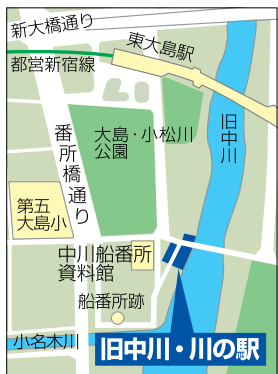 新大橋通り
東大島駅
都営新宿線
番所橋通り
大島・小松川
公園
旧中川
第五
大島小
中川船番所
資料館
船番所跡
小名木川
旧中川・川の駅